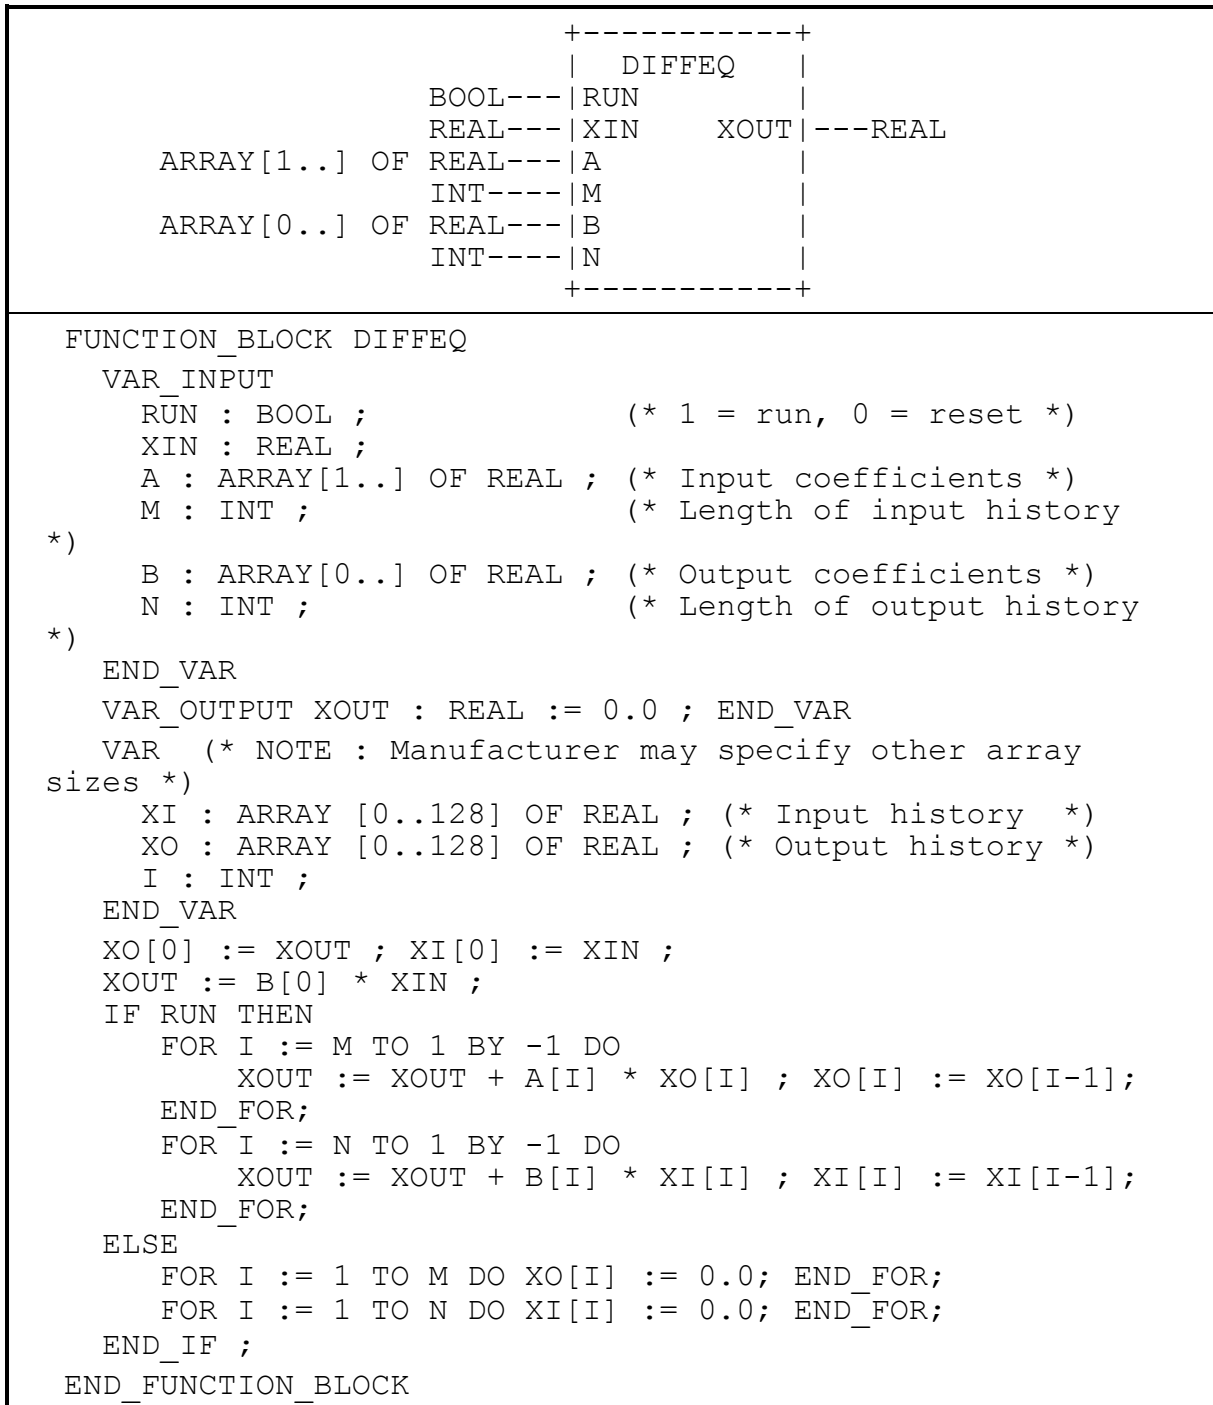 +-----------+
| DIFFEQ |
BOOL---|RUN |
REAL---|XIN XOUT|---REAL
ARRAY[1..] OF REAL---|A |
INT----|M |
ARRAY[0..] OF REAL---|B |
INT----|N |
+-----------+
FUNCTION_BLOCK DIFFEQ
VAR_INPUT
RUN : BOOL ; (* 1 = run, 0 = reset *)
XIN : REAL ;
A : ARRAY[1..] OF REAL ; (* Input coefficients *)
M : INT ; (* Length of input history
*)
B : ARRAY[0..] OF REAL ; (* Output coefficients *)
N : INT ; (* Length of output history
*)
END_VAR
VAR_OUTPUT XOUT : REAL := 0.0 ; END_VAR
VAR (* NOTE : Manufacturer may specify other array
sizes *)
XI : ARRAY [0..128] OF REAL ; (* Input history *)
XO : ARRAY [0..128] OF REAL ; (* Output history *)
I : INT ;
END_VAR
XO[0] := XOUT ; XI[0] := XIN ;
XOUT := B[0] * XIN ;
IF RUN THEN
FOR I := M TO 1 BY -1 DO
XOUT := XOUT + A[I] * XO[I] ; XO[I] := XO[I-1];
END_FOR;
FOR I := N TO 1 BY -1 DO
XOUT := XOUT + B[I] * XI[I] ; XI[I] := XI[I-1];
END_FOR;
ELSE
FOR I := 1 TO M DO XO[I] := 0.0; END_FOR;
FOR I := 1 TO N DO XI[I] := 0.0; END_FOR;
END_IF ;
END_FUNCTION_BLOCK